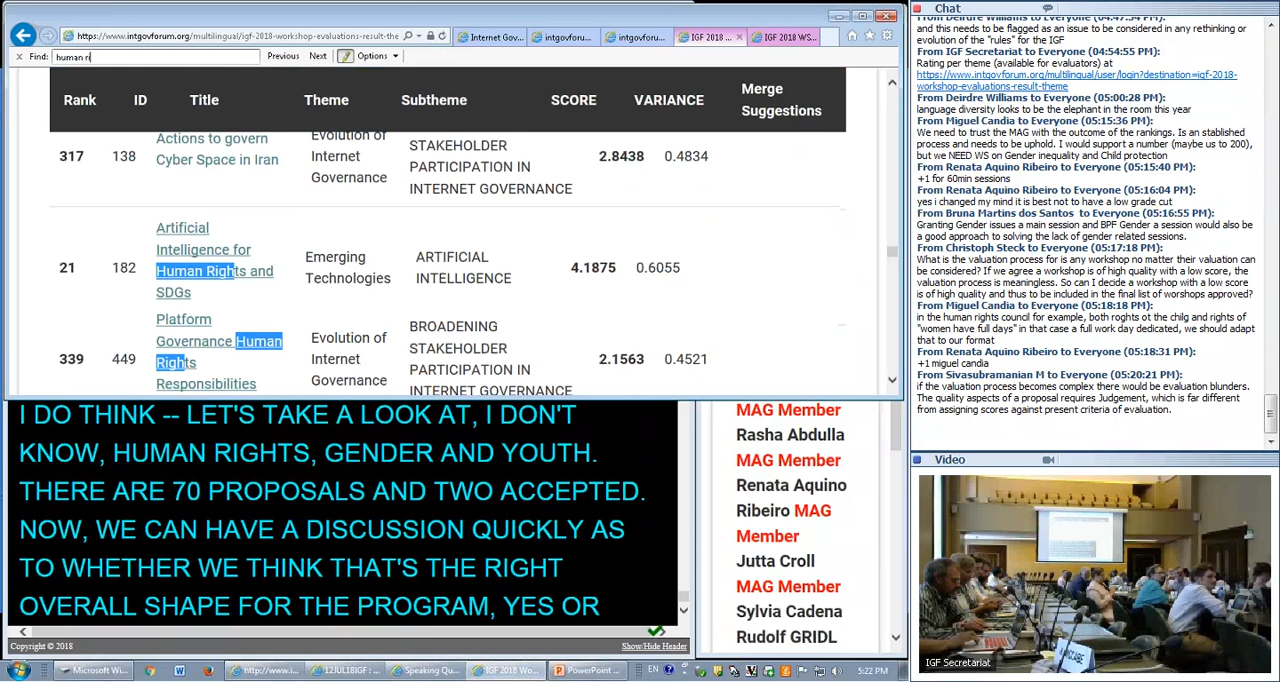 https://www.intgovforum.org/multilingual/igf-2018-workshop-evaluations-result-the
Internet Gov...
intgovforu...
intgovforu...
IGF 2018 ...
IGF 2018 WS...
Find: human ri
Previous Next Options
Rank ID Title Theme Subtheme SCORE VARIANCE Merge Suggestions
Actions to govern
Cyber Space in Iran
317 138
Evolution of
Internet
Governance
STAKEHOLDER
PARTICIPATION IN
INTERNET GOVERNANCE
2.8438 0.4834
Artificial
Intelligence for
Human Rights and
SDGs
21 182
Emerging
Technologies
ARTIFICIAL
INTELLIGENCE
4.1875 0.6055
Platform
Governance Human
Rights
Responsibilities
339 449
Evolution of
Internet
Governance
BROADENING
STAKEHOLDER
PARTICIPATION IN
INTERNET GOVERNANCE
2.1563 0.4521
I DO THINK -- LET'S TAKE A LOOK AT, I DON'T
KNOW, HUMAN RIGHTS, GENDER AND YOUTH.
THERE ARE 70 PROPOSALS AND TWO ACCEPTED.
NOW, WE CAN HAVE A DISCUSSION QUICKLY AS
TO WHETHER WE THINK THAT'S THE RIGHT
OVERALL SHAPE FOR THE PROGRAM, YES OR
Copyright © 2018
Show/Hide Header
MAG Member
Rasha Abdulla
MAG Member
Renata Aquino
Ribeiro MAG
Member
Jutta Croll
MAG Member
Sylvia Cadena
Rudolf GRIDL
Chat
From Deirdre Williams to Everyone (04:47:54 PM):
and this needs to be flagged as an issue to be considered in any rethinking or
evolution of the "rules" for the IGF
From IGF Secretariat to Everyone (04:54:55 PM):
Rating per theme (available for evaluators) at
https://www.intgovforum.org/multilingual/user/login?destination=igf-2018-
workshop-evaluations-result-theme
From Deirdre Williams to Everyone (05:00:28 PM):
language diversity looks to be the elephant in the room this year
From Miguel Candia to Everyone (05:15:36 PM):
We need to trust the MAG with the outcome of the rankings. Is an stablished
process and needs to be uphold. I would support a number (maybe us to 200),
but we NEED WS on Gender inequality and Child protection
From Renata Aquino Ribeiro to Everyone (05:15:40 PM):
+1 for 60min sessions
From Renata Aquino Ribeiro to Everyone (05:16:04 PM):
yes i changed my mind it is best not to have a low grade cut
From Bruna Martins dos Santos to Everyone (05:16:55 PM):
Granting Gender issues a main session and BPF Gender a session would also be
a good approach to solving the lack of gender related sessions.
From Christoph Steck to Everyone (05:17:18 PM):
What is the valuation process for is any workshop no matter their valuation can
be considered? If we agree a workshop is of high quality with a low score, the
valuation process is meaningless. So can I decide a workshop with a low score
is of high quality and thus to be included in the final list of worshops approved?
From Miguel Candia to Everyone (05:18:18 PM):
in the human rights council for example, both roghts ot the chilg and rights of
"women have full days" in that case a full work day dedicated, we should adapt
that to our format
From Renata Aquino Ribeiro to Everyone (05:18:31 PM):
+1 miguel candia
From Sivasubramanian M to Everyone (05:20:21 PM):
if the valuation process becomes complex there would be evaluation blunders.
The quality aspects of a proposal requires Judgement, which is far different
from assigning scores against present criteria of evaluation.
Video
IGF Secretariat
Microsoft Wi...
http://www.i...
12JUL18IGF : ...
Speaking Qu...
IGF 2018 Wo...
PowerPoint ...
EN
5:22 PM